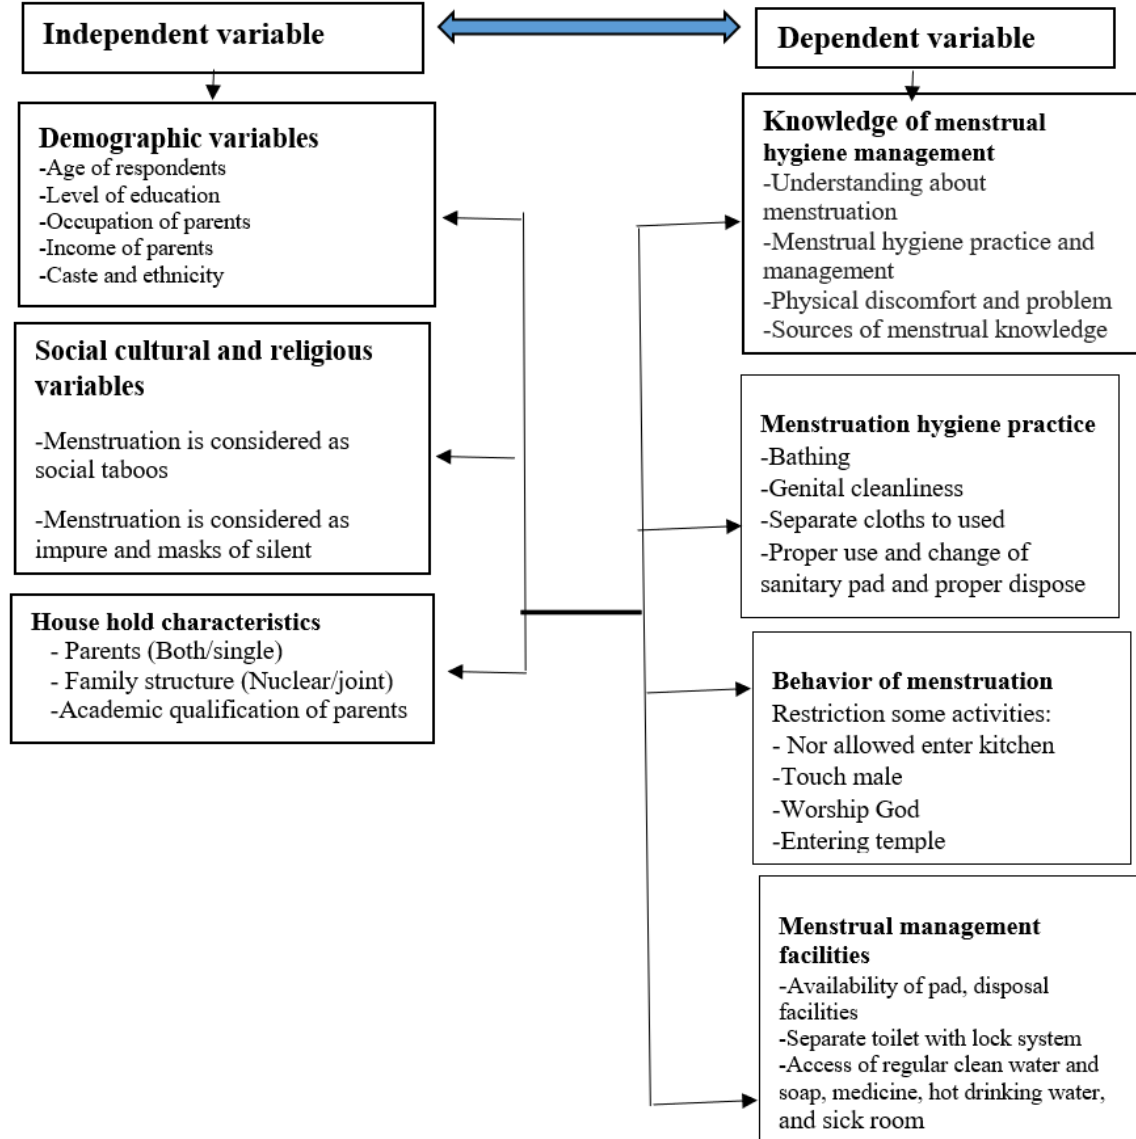 Independent variable
Dependent variable
Demographic variables
-Age of respondents
-Level of education
-Occupation of parents
-Income of parents
-Caste and ethnicity
Social cultural and religious
variables
-Menstruation is considered as
social taboos
-Menstruation is considered as
impure and masks of silent
House hold characteristics
- Parents (Both/single)
- Family structure (Nuclear/joint)
-Academic qualification of parents
Knowledge of menstrual
hygiene management
-Understanding about
menstruation
-Menstrual hygiene practice and
management
-Physical discomfort and problem
-Sources of menstrual knowledge
Menstruation hygiene practice
-Bathing
-Genital cleanliness
-Separate cloths to used
-Proper use and change of
sanitary pad and proper dispose
Behavior of menstruation
Restriction some activities:
- Nor allowed enter kitchen
-Touch male
-Worship God
-Entering temple
Menstrual management
facilities
-Availability of pad, disposal
facilities
-Separate toilet with lock system
-Access of regular clean water and
soap, medicine, hot drinking water,
and sick room